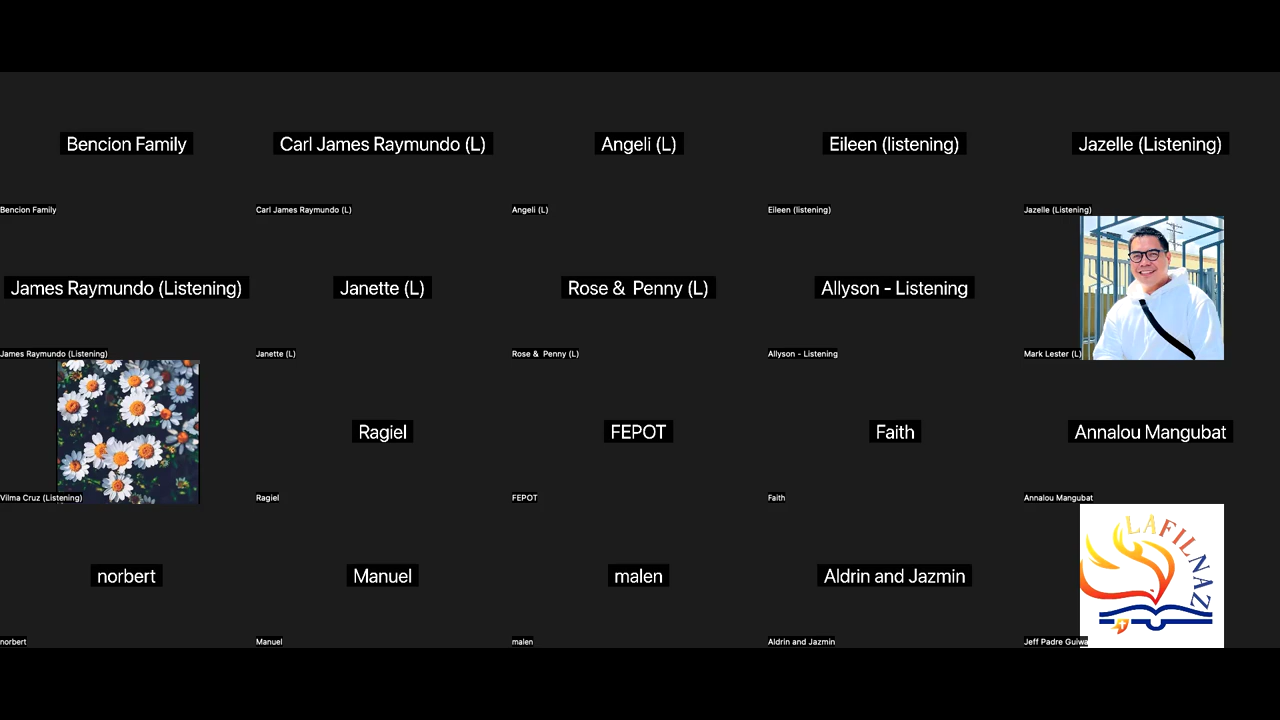 Bencion Family
Carl James Raymundo (L)
Angeli (L)
Eileen (listening)
Jazelle (Listening)
Bencion Family
Carl James Raymundo (L)
Angeli (L)
Eileen (listening)
Jazelle (Listening)
James Raymundo (Listening)
Janette (L)
Rose &  Penny (L)
Allyson - Listening
James Raymundo (Listening)
Janette (L)
Rose &  Penny (L)
Allyson - Listening
Mark Lester (L)
Ragiel
FEPOT
Faith
Annalou Mangubat
Vilma Cruz (Listening)
Ragiel
FEPOT
Faith
Annalou Mangubat
LAFILNAZ
norbert
Manuel
malen
Aldrin and Jazmin
norbert
Manuel
malen
Aldrin and Jazmin
Jeff Padre Guiwa